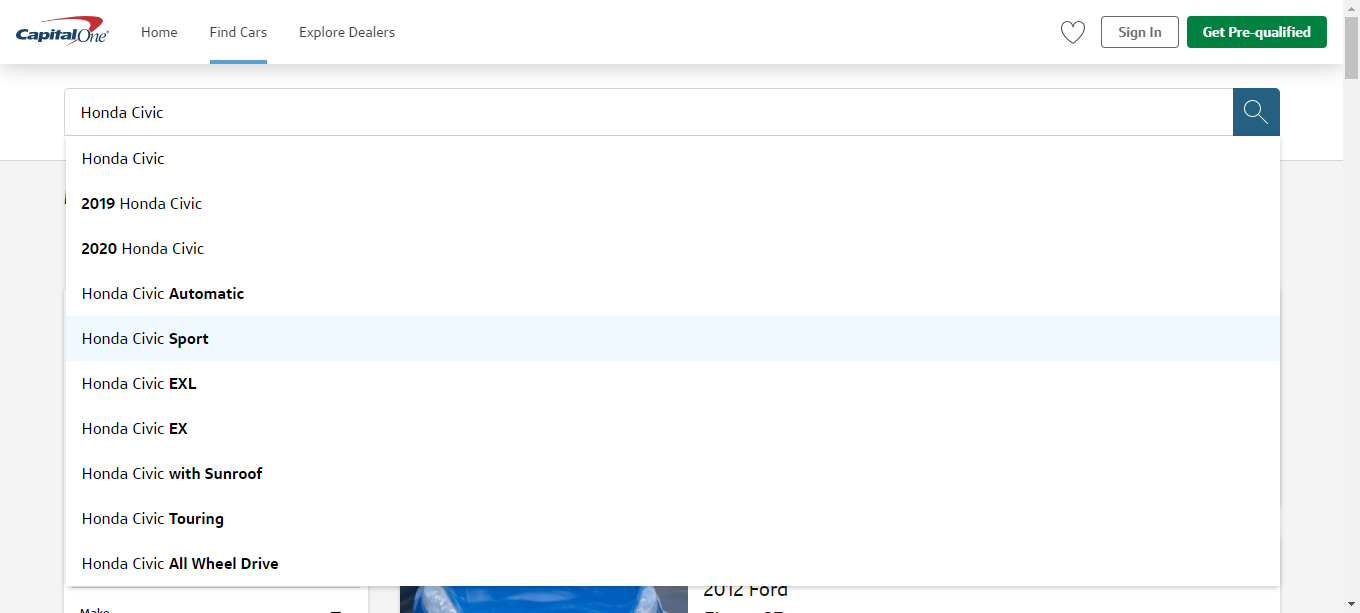 CapitalOne
Home
Find Cars
Explore Dealers
Sign In
Get Pre-qualified
Honda Civic
Honda Civic
2019 Honda Civic
2020 Honda Civic
Honda Civic Automatic
Honda Civic Sport
Honda Civic EXL
Honda Civic EX
Honda Civic with Sunroof
Honda Civic Touring
Honda Civic All Wheel Drive
Make
2012 Ford